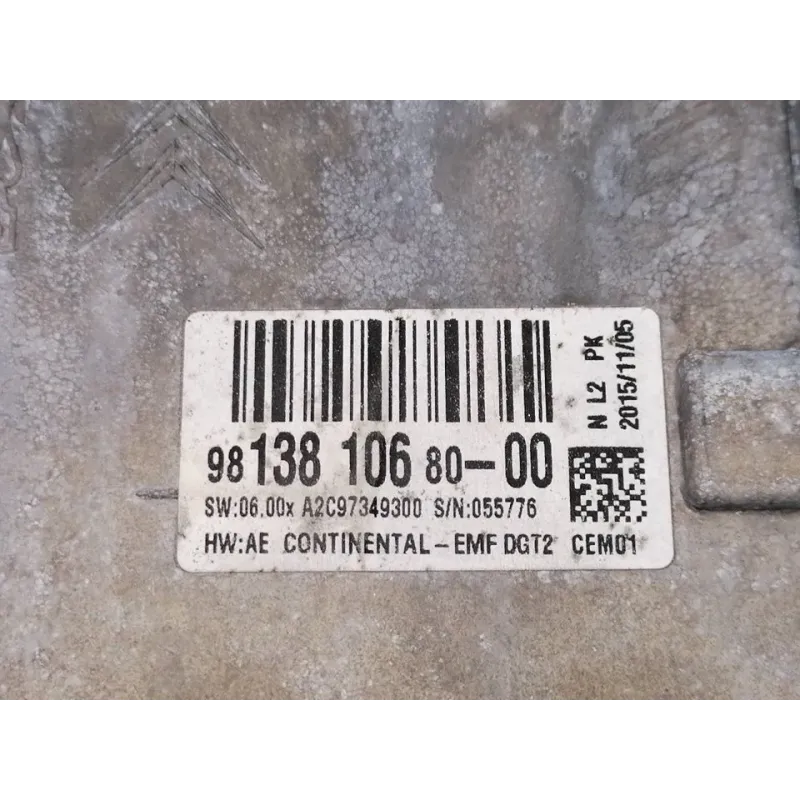 98 138 106 80-00
SW:06.00x A2C97349300 S/N:055776
HW:AE CONTINENTAL-EMF DGT2 CEM01
N L2 PK
2015/11/05